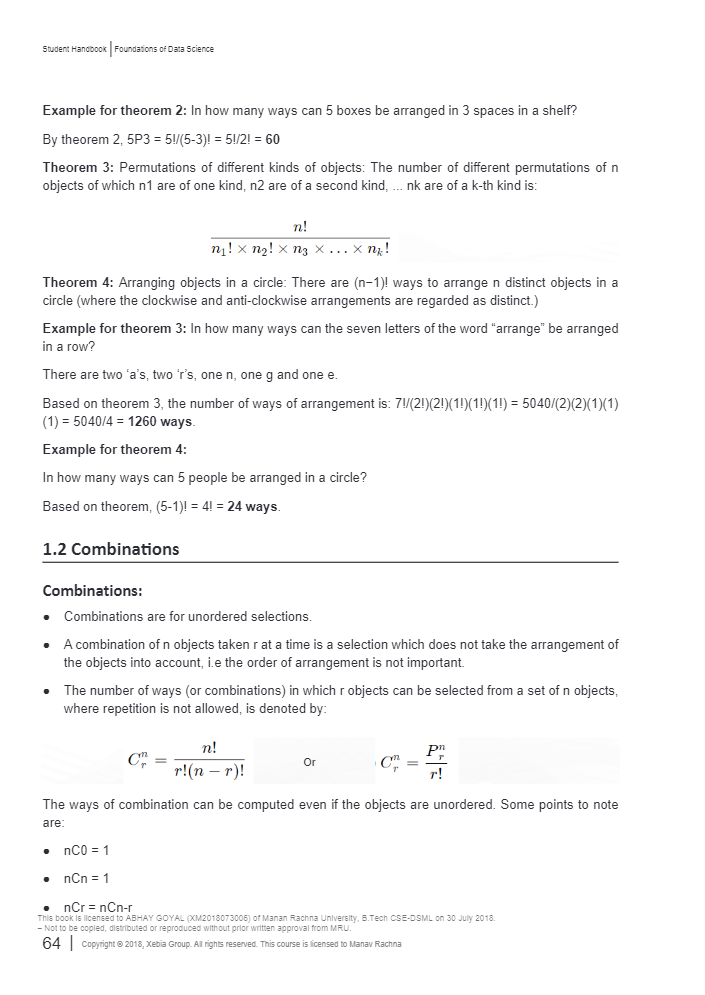 Student Handbook | Foundations of Data Science
Example for theorem 2: In how many ways can 5 boxes be arranged in 3 spaces in a shelf?
By theorem 2, 5P3 = 5!/(5-3)! = 5!/2! = 60
Theorem 3: Permutations of different kinds of objects: The number of different permutations of n
objects of which n1 are of one kind, n2 are of a second kind, ... nk are of a k-th kind is:
n!
n₁! × n₂! × n₃ × . . . × nₖ!
Theorem 4: Arranging objects in a circle: There are (n−1)! ways to arrange n distinct objects in a
circle (where the clockwise and anti-clockwise arrangements are regarded as distinct.)
Example for theorem 3: In how many ways can the seven letters of the word “arrange” be arranged
in a row?
There are two ‘a’s, two ‘r’s, one n, one g and one e.
Based on theorem 3, the number of ways of arrangement is: 7!/(2!)(2!)(1!)(1!)(1!) = 5040/(2)(2)(1)(1)
(1) = 5040/4 = 1260 ways.
Example for theorem 4:
In how many ways can 5 people be arranged in a circle?
Based on theorem, (5-1)! = 4! = 24 ways.
1.2 Combinations
Combinations:
• Combinations are for unordered selections.
• A combination of n objects taken r at a time is a selection which does not take the arrangement of
the objects into account, i.e the order of arrangement is not important.
• The number of ways (or combinations) in which r objects can be selected from a set of n objects,
where repetition is not allowed, is denoted by:
Cⁿᵣ = n! / r!(n − r)! Or Cⁿᵣ = Pⁿᵣ / r!
The ways of combination can be computed even if the objects are unordered. Some points to note
are:
• nC0 = 1
• nCn = 1
• nCr = nCn-r
This book is licensed to ABHAY GOYAL (XM2018073006) of Manan Rachna University, B.Tech CSE-DSML on 30 July 2018.
– Not to be copied, distributed or reproduced without prior written approval from MRU.
64 | Copyright © 2018, Xebia Group. All rights reserved. This course is licensed to Manav Rachna